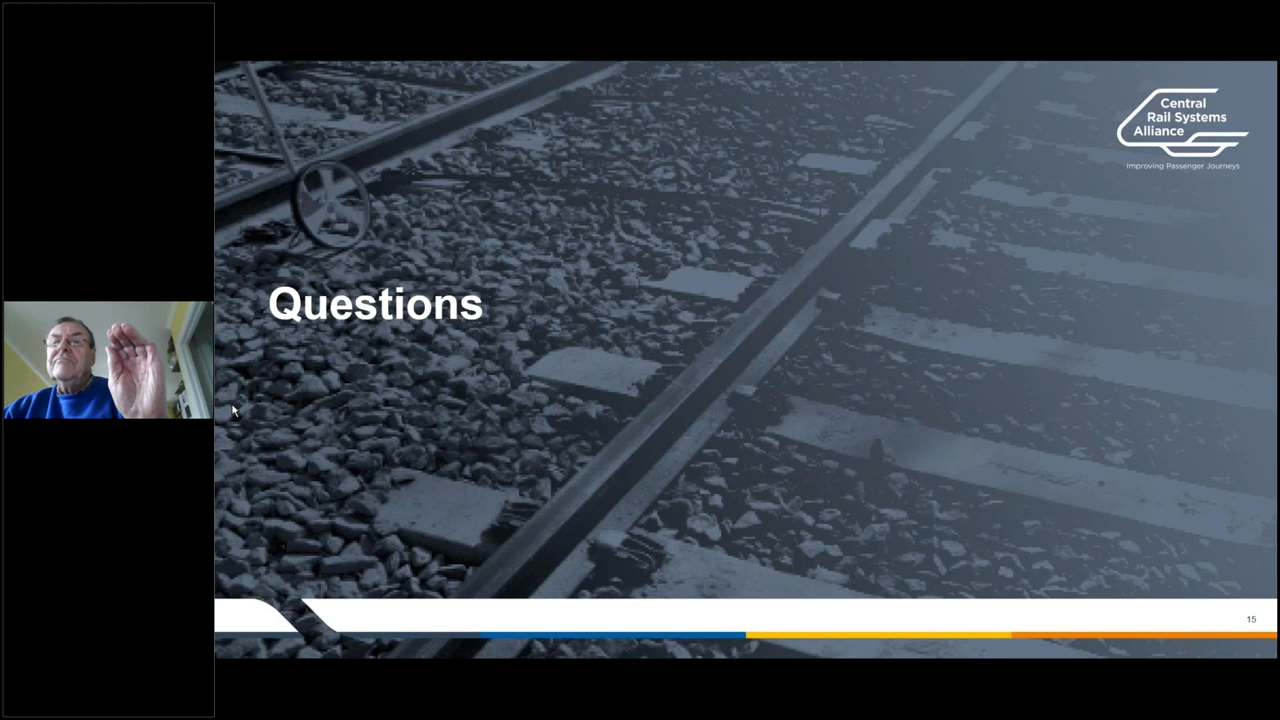 Central
Rail Systems
Alliance
Improving Passenger Journeys
Questions
15